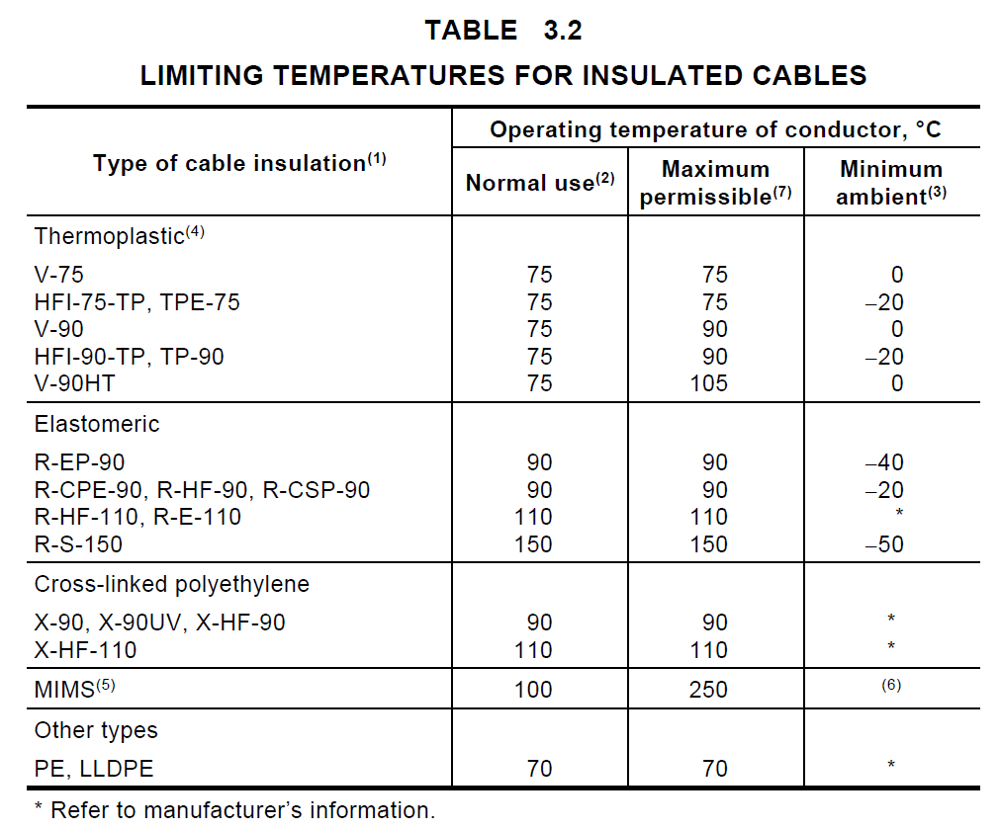 TABLE 3.2
LIMITING TEMPERATURES FOR INSULATED CABLES
Type of cable insulation(1)
Operating temperature of conductor, °C
Normal use(2)
Maximum permissible(7)
Minimum ambient(3)
Thermoplastic(4)
V-75 75 75 0
HFI-75-TP, TPE-75 75 75 –20
V-90 75 90 0
HFI-90-TP, TP-90 75 90 –20
V-90HT 75 105 0
Elastomeric
R-EP-90 90 90 –40
R-CPE-90, R-HF-90, R-CSP-90 90 90 –20
R-HF-110, R-E-110 110 110 *
R-S-150 150 150 –50
Cross-linked polyethylene
X-90, X-90UV, X-HF-90 90 90 *
X-HF-110 110 110 *
MIMS(5) 100 250 (6)
Other types
PE, LLDPE 70 70 *
* Refer to manufacturer’s information.